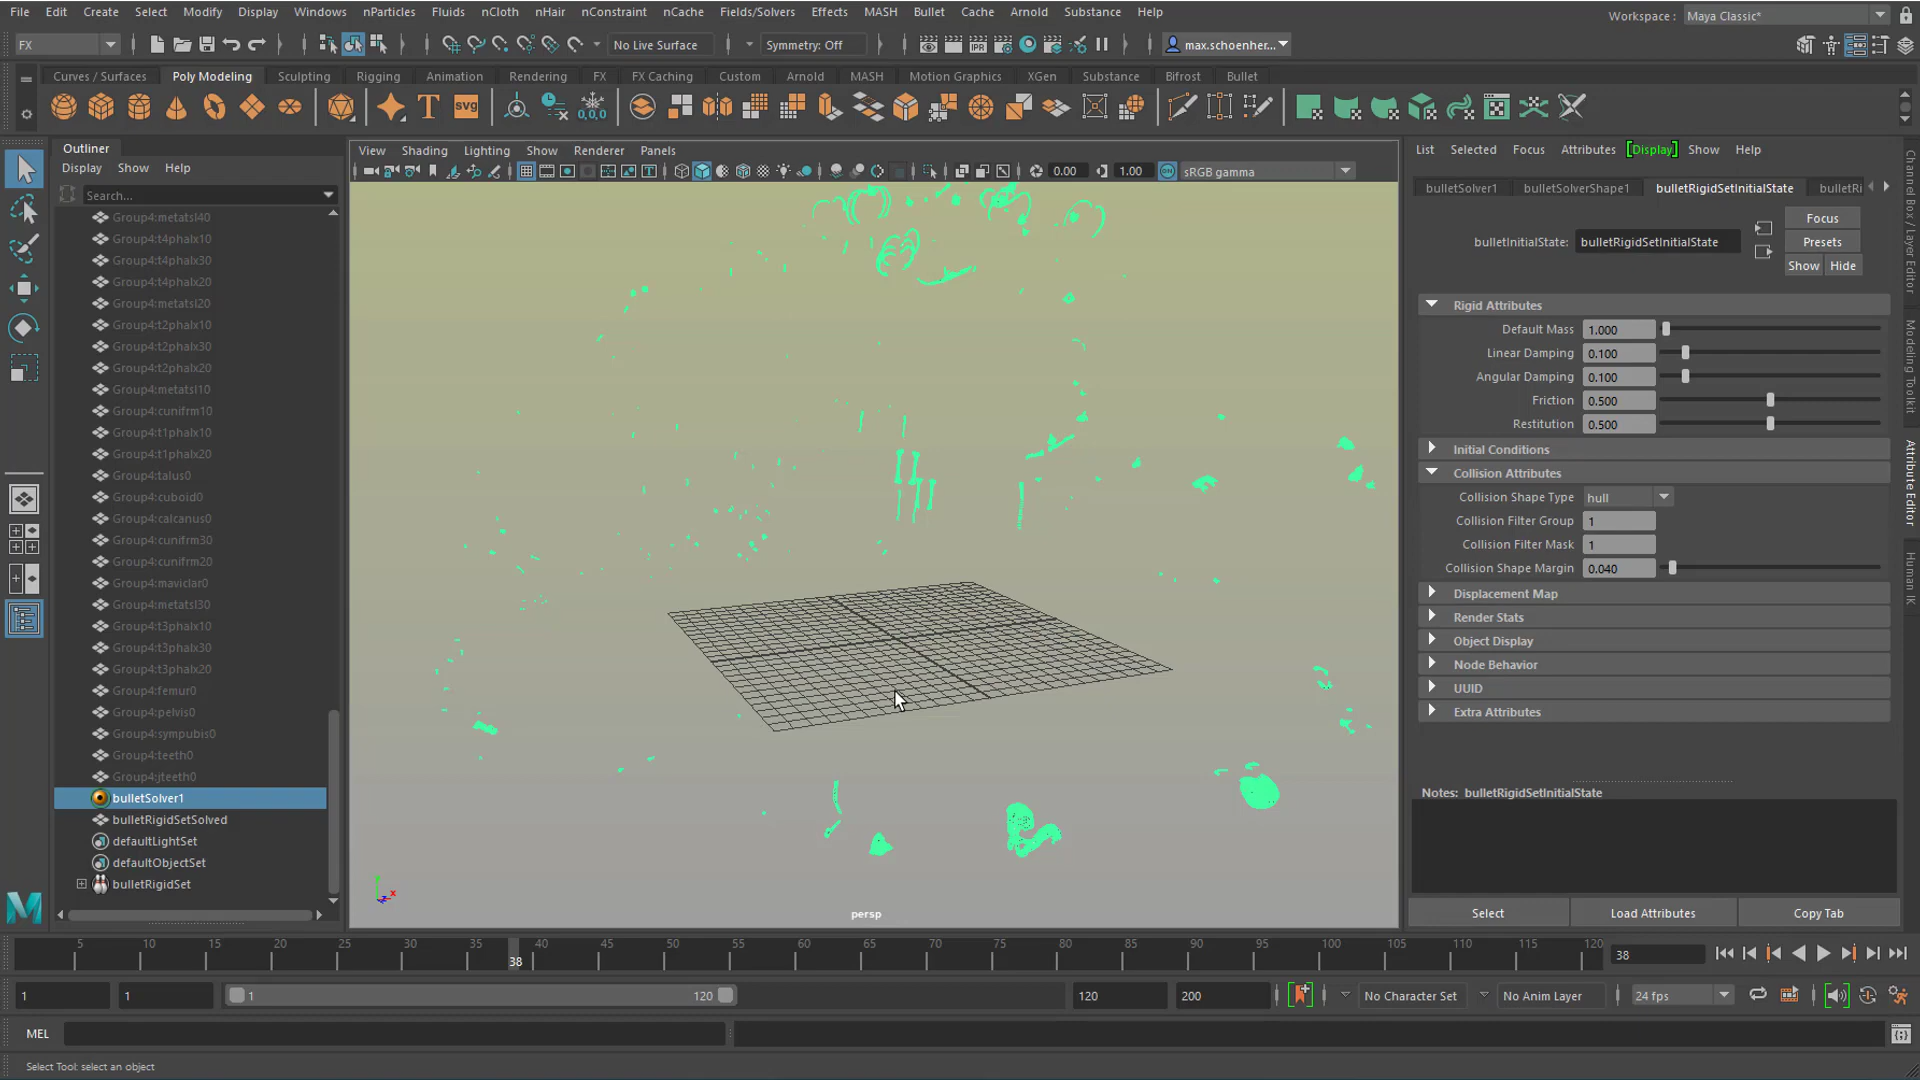 File Edit Create Select Modify Display Windows nParticles Fluids nCloth nHair nConstraint nCache Fields/Solvers Effects MASH Bullet Cache Arnold Substance Help
Workspace : Maya Classic*
FX No Live Surface Symmetry: Off max.schoenher...
Curves / Surfaces Poly Modeling Sculpting Rigging Animation Rendering FX FX Caching Custom Arnold MASH Motion Graphics XGen Substance Bifrost Bullet
Outliner
Display Show Help
Search...
Group4:metatsl40
Group4:t4phalx10
Group4:t4phalx30
Group4:t4phalx20
Group4:metatsl20
Group4:t2phalx10
Group4:t2phalx30
Group4:t2phalx20
Group4:metatsl10
Group4:cunifrm10
Group4:t1phalx10
Group4:t1phalx20
Group4:talus0
Group4:cuboid0
Group4:calcanus0
Group4:cunifrm30
Group4:cunifrm20
Group4:maviclar0
Group4:metatsl30
Group4:t3phalx10
Group4:t3phalx30
Group4:t3phalx20
Group4:femur0
Group4:pelvis0
Group4:sympubis0
Group4:teeth0
Group4:jteeth0
bulletSolver1
bulletRigidSetSolved
defaultLightSet
defaultObjectSet
bulletRigidSet
View Shading Lighting Show Renderer Panels
0.00 1.00 ON sRGB gamma
persp
List Selected Focus Attributes [Display] Show Help
bulletSolver1 bulletSolverShape1 bulletRigidSetInitialState bulletRi
Focus
bulletInitialState: bulletRigidSetInitialState
Presets
Show Hide
Rigid Attributes
Default Mass 1.000
Linear Damping 0.100
Angular Damping 0.100
Friction 0.500
Restitution 0.500
Initial Conditions
Collision Attributes
Collision Shape Type hull
Collision Filter Group 1
Collision Filter Mask 1
Collision Shape Margin 0.040
Displacement Map
Render Stats
Object Display
Node Behavior
UUID
Extra Attributes
Notes: bulletRigidSetInitialState
Select Load Attributes Copy Tab
Channel Box / Layer Editor
Modeling Toolkit
Attribute Editor
Human IK
5 10 15 20 25 30 35 40 45 50 55 60 65 70 75 80 85 90 95 100 105 110 115 120
38
38
1 1 1 120 120 200 No Character Set No Anim Layer 24 fps
MEL
Select Tool: select an object